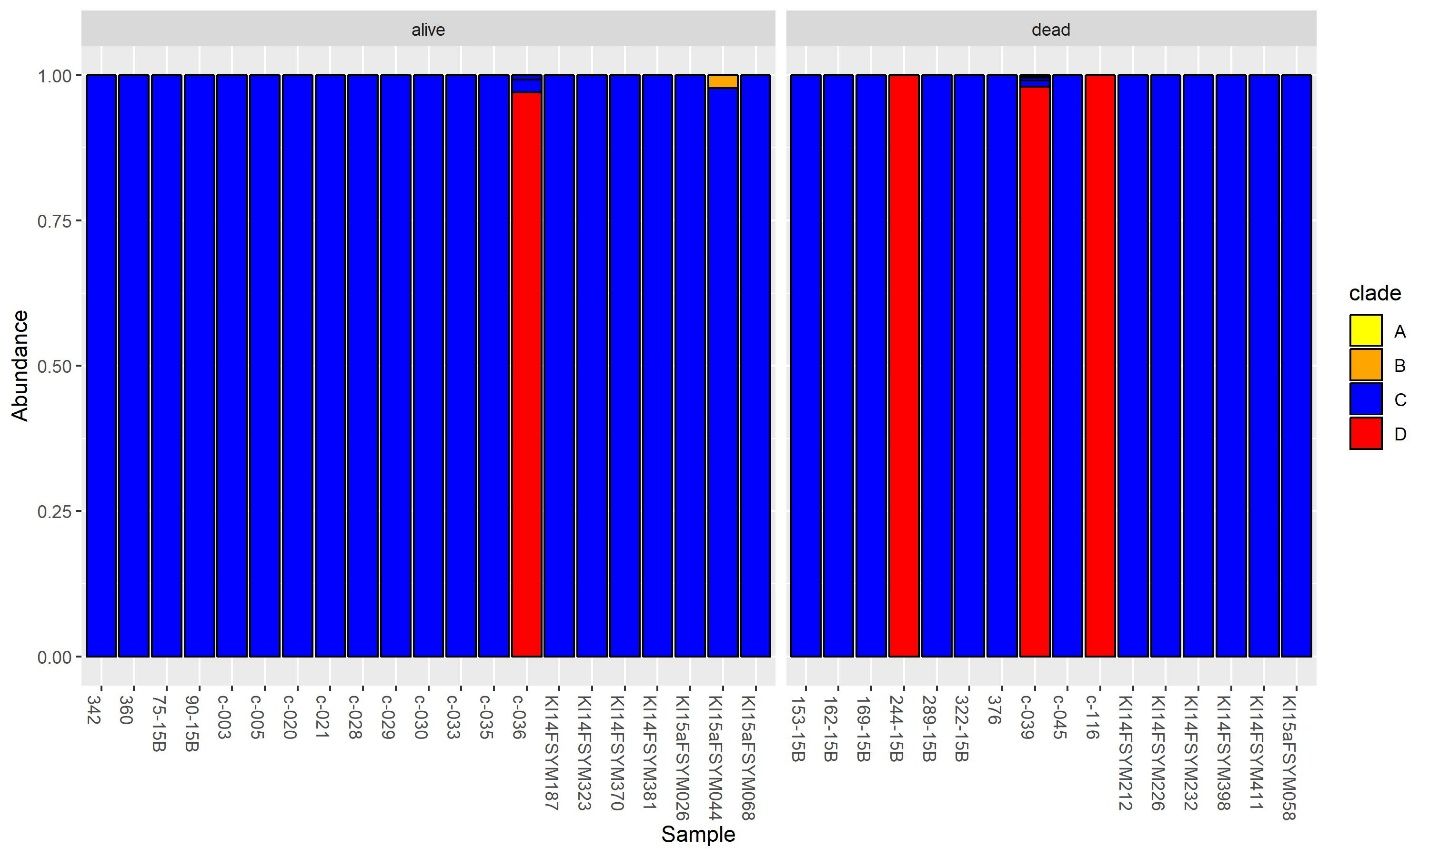 alive
dead
1.00
0.75
0.50
0.25
0.00
Abundance
342
360
75-15B
90-15B
c-003
c-005
c-020
c-021
c-028
c-029
c-030
c-033
c-035
c-036
KI14FSYM187
KI14FSYM323
KI14FSYM370
KI14FSYM381
KI15aFSYM026
KI15aFSYM044
KI15aFSYM068
153-15B
162-15B
169-15B
244-15B
289-15B
322-15B
376
c-039
c-045
c-116
KI14FSYM212
KI14FSYM226
KI14FSYM232
KI14FSYM398
KI14FSYM411
KI15aFSYM058
Sample
clade
A
B
C
D